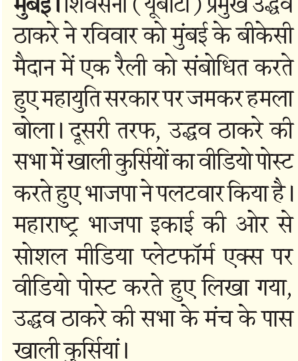 मुंबई। शिवसेना (यूबीटी) प्रमुख उद्धव
ठाकरे ने रविवार को मुंबई के बीकेसी
मैदान में एक रैली को संबोधित करते
हुए महायुति सरकार पर जमकर हमला
बोला। दूसरी तरफ, उद्धव ठाकरे की
सभा में खाली कुर्सियों का वीडियो पोस्ट
करते हुए भाजपा ने पलटवार किया है।
महाराष्ट्र भाजपा इकाई की ओर से
सोशल मीडिया प्लेटफॉर्म एक्स पर
वीडियो पोस्ट करते हुए लिखा गया,
उद्धव ठाकरे की सभा के मंच के पास
खाली कुर्सियां।